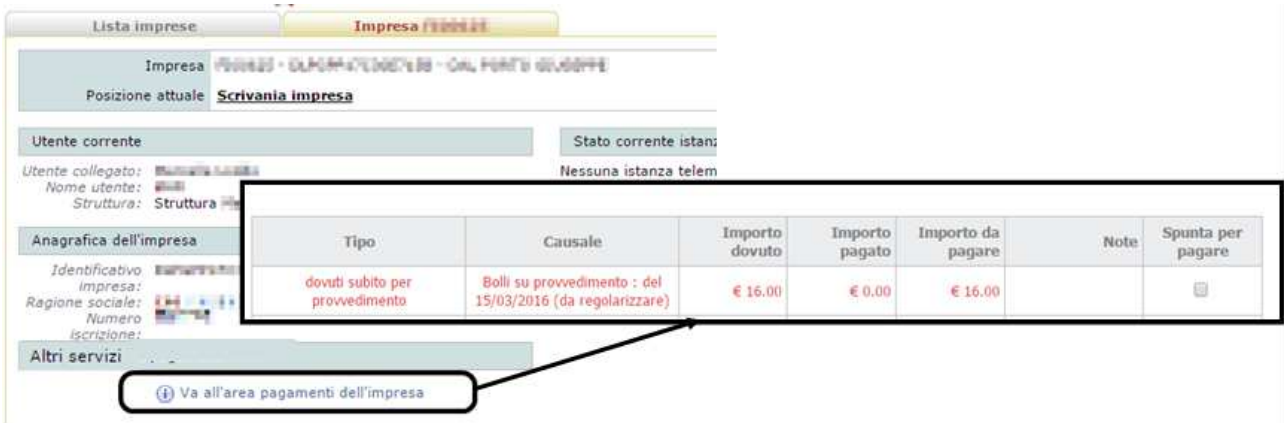 Lista imprese
Impresa
Impresa
Posizione attuale Scrivania impresa
Utente corrente
Stato corrente istanz
Utente collegato:
Nessuna istanza telem
Nome utente:
Struttura: Struttura
Anagrafica dell'impresa
Identificativo
impresa:
Ragione sociale:
Numero
iscrizione:
Tipo Causale Importo dovuto Importo pagato Importo da pagare Note Spunta per pagare
dovuti subito per provvedimento Bolli su provvedimento : del 15/03/2016 (da regolarizzare) € 16.00 € 0.00 € 16.00
Altri servizi
Va all'area pagamenti dell'impresa